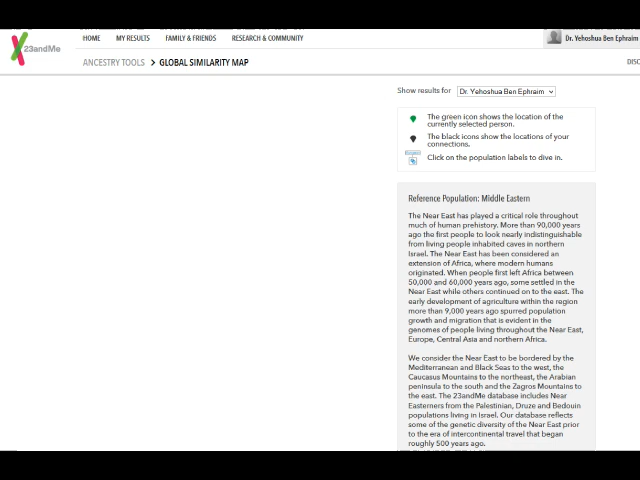 23andMe
HOME MY RESULTS FAMILY & FRIENDS RESEARCH & COMMUNITY Dr. Yehoshua Ben Ephraim
ANCESTRY TOOLS > GLOBAL SIMILARITY MAP DISC
Show results for Dr. Yehoshua Ben Ephraim
The green icon shows the location of the
currently selected person.
The black icons show the locations of your
connections.
Click on the population labels to dive in.
Reference Population: Middle Eastern
The Near East has played a critical role throughout
much of human prehistory. More than 90,000 years
ago the first people to look nearly indistinguishable
from living people inhabited caves in northern
Israel. The Near East has been considered an
extension of Africa, where modern humans
originated. When people first left Africa between
50,000 and 60,000 years ago, some settled in the
Near East while others continued on to the east. The
early development of agriculture within the region
more than 9,000 years ago spurred population
growth and migration that is evident in the
genomes of people living throughout the Near East,
Europe, Central Asia and northern Africa.
We consider the Near East to be bordered by the
Mediterranean and Black Seas to the west, the
Caucasus Mountains to the northeast, the Arabian
peninsula to the south and the Zagros Mountains to
the east. The 23andMe database includes Near
Easterners from the Palestinian, Druze and Bedouin
populations living in Israel. Our database reflects
some of the genetic diversity of the Near East prior
to the era of intercontinental travel that began
roughly 500 years ago.